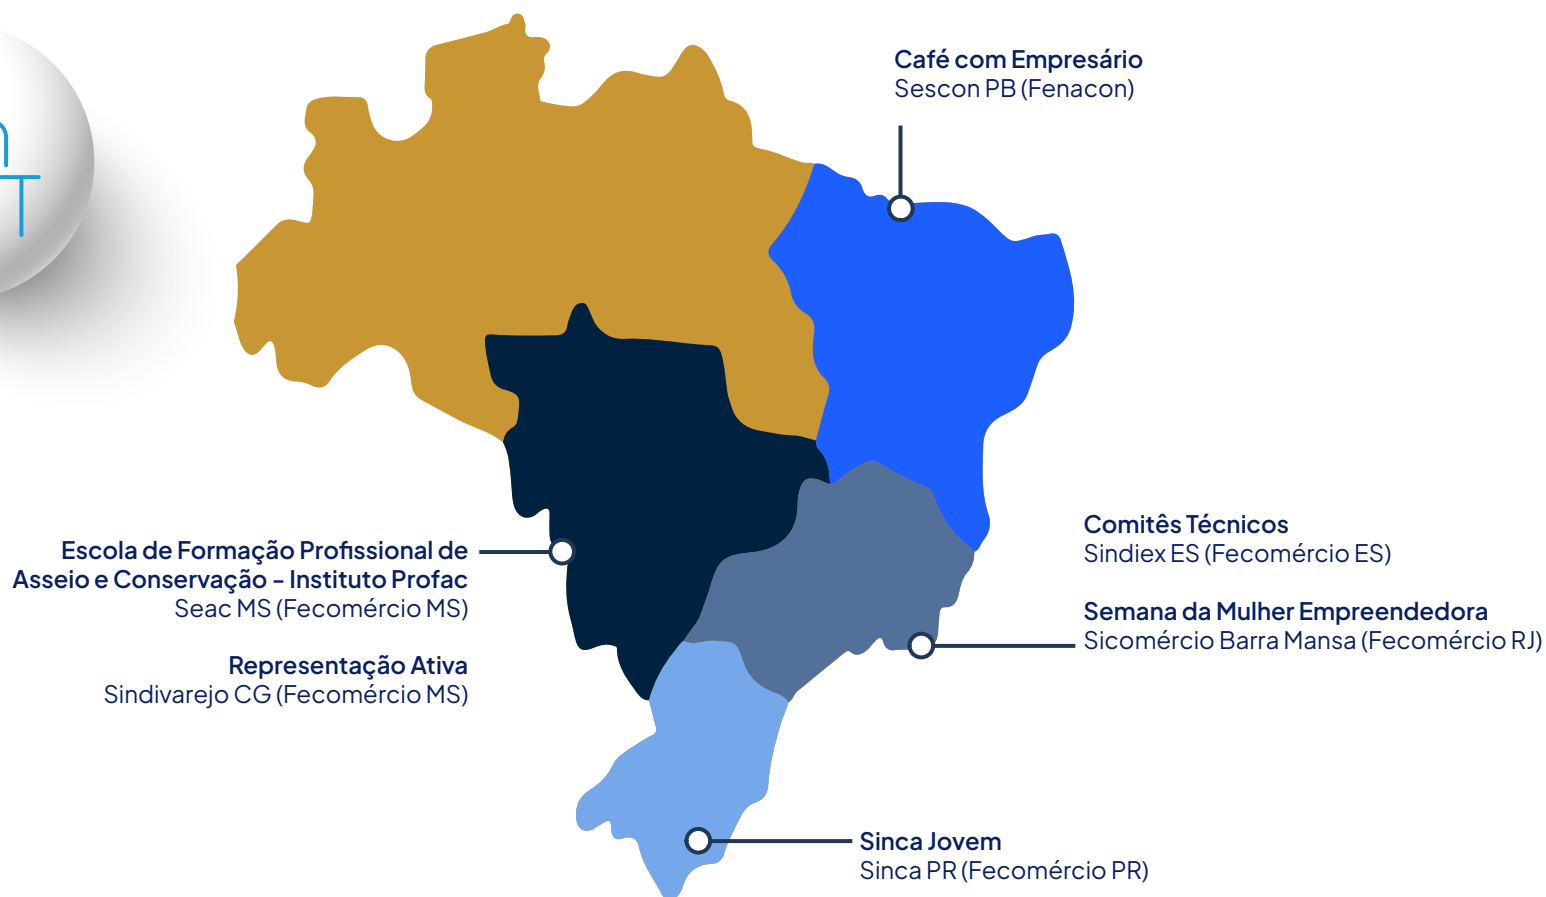 Café com Empresário
Sescon PB (Fenacon)
Escola de Formação Profissional de
Asseio e Conservação - Instituto Profac
Seac MS (Fecomércio MS)
Representação Ativa
Sindivarejo CG (Fecomércio MS)
Comitês Técnicos
Sindiex ES (Fecomércio ES)
Semana da Mulher Empreendedora
Sicomércio Barra Mansa (Fecomércio RJ)
Sinca Jovem
Sinca PR (Fecomércio PR)